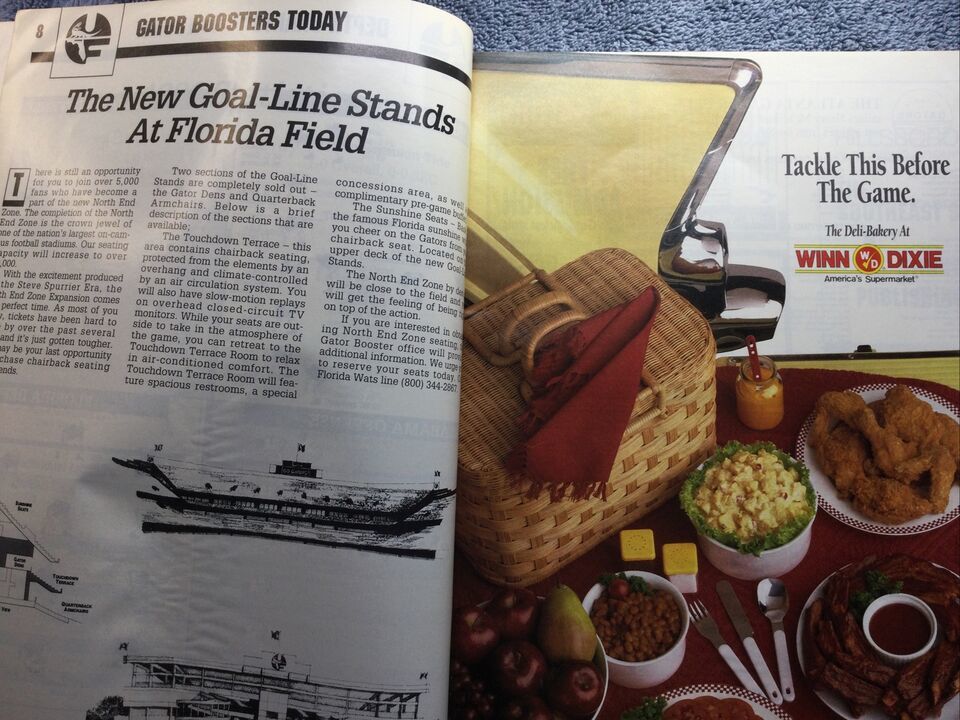 8
GATOR BOOSTERS TODAY
The New Goal-Line Stands
At Florida Field
There is still an opportunity
for you to join over 5,000
fans who have become a
part of the new North End
Zone. The completion of the North
End Zone is the crown jewel of
one of the nation's largest on-cam-
us football stadiums. Our seating
apacity will increase to over
,000.
With the excitement produced
the Steve Spurrier Era, the
th End Zone Expansion comes
perfect time. As most of you
, tickets have been hard to
by over the past several
and it's just gotten tougher.
may be your last opportunity
chase chairback seating
ends.
Two sections of the Goal-Line
Stands are completely sold out –
the Gator Dens and Quarterback
Armchairs. Below is a brief
description of the sections that are
available;
The Touchdown Terrace – this
area contains chairback seating,
protected from the elements by an
overhang and climate-controlled
by an air circulation system. You
will also have slow-motion replays
on overhead closed-circuit TV
monitors. While your seats are out-
side to take in the atmosphere of
the game, you can retreat to the
Touchdown Terrace Room to relax
in air-conditioned comfort. The
Touchdown Terrace Room will fea-
ture spacious restrooms, a special
concessions area, as well
complimentary pre-game
The Sunshine Seats –
the famous Florida sunshine
you cheer on the Gators from
chairback seat. Located
upper deck of the new Goal-
Stands.
The North End Zone by
will be close to the field and
will get the feeling of being
on top of the action.
If you are interested in
ing North End Zone seating,
Gator Booster office will
additional information. We
to reserve your seats today.
Florida Wats line (800) 344-2867.
SUNSHINE
SEATS
GATOR
DENS
TOUCHDOWN
TERRACE
QUARTERBACK
ARMCHAIRS
View
GO GATORS
Tackle This Before
The Game.
The Deli-Bakery At
WINN W/D DIXIE
America's Supermarket®